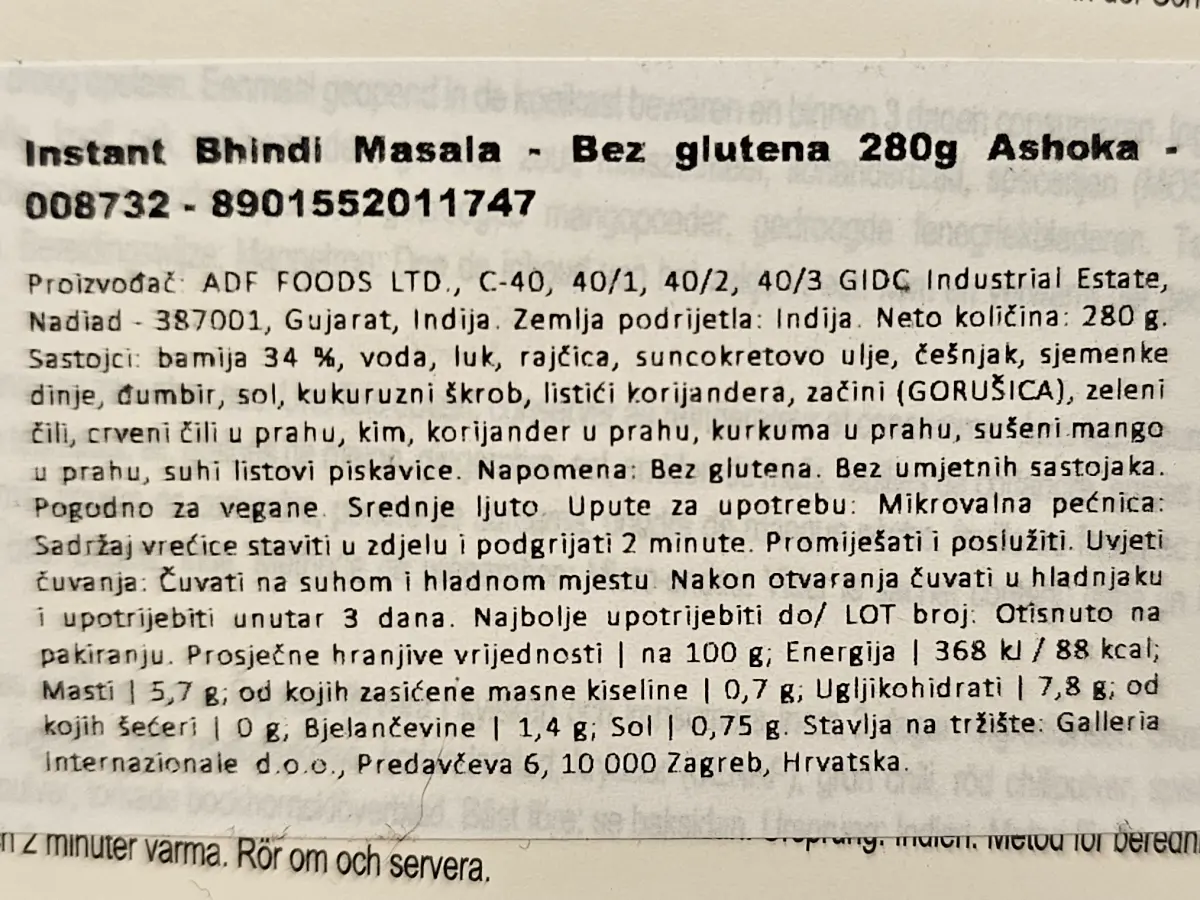 Instant Bhindi Masala - Bez glutena 280g Ashoka -
008732 - 8901552011747
Proizvođač: ADF FOODS LTD., C-40, 40/1, 40/2, 40/3 GIDC Industrial Estate,
Nadiad - 387001, Gujarat, Indija. Zemlja podrijetla: Indija. Neto količina: 280 g.
Sastojci: bamija 34 %, voda, luk, rajčica, suncokretovo ulje, češnjak, sjemenke
dinje, đumbir, sol, kukuruzni škrob, listići korijandera, začini (GORUŠICA), zeleni
čili, crveni čili u prahu, kim, korijander u prahu, kurkuma u prahu, sušeni mango
u prahu, suhi listovi piskavice. Napomena: Bez glutena. Bez umjetnih sastojaka.
Pogodno za vegane. Srednje ljuto. Upute za upotrebu: Mikrovalna pećnica:
Sadržaj vrećice staviti u zdjelu i podgrijati 2 minute. Promiješati i poslužiti. Uvjeti
čuvanja: Čuvati na suhom i hladnom mjestu. Nakon otvaranja čuvati u hladnjaku
i upotrijebiti unutar 3 dana. Najbolje upotrijebiti do/ LOT broj: Otisnuto na
pakiranju. Prosječne hranjive vrijednosti | na 100 g; Energija | 368 kJ / 88 kcal;
Masti | 5,7 g; od kojih zasićene masne kiseline | 0,7 g; Ugljikohidrati | 7,8 g; od
kojih šećeri | 0 g; Bjelančevine | 1,4 g; Sol | 0,75 g. Stavlja na tržište: Galleria
Internazionale d.o.o., Predavčeva 6, 10 000 Zagreb, Hrvatska.
2 minuter värma. Rör om och servera.